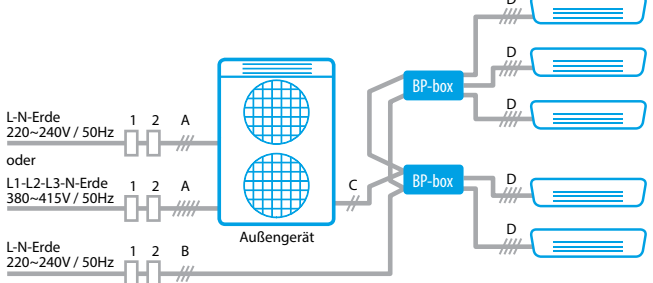 D
L-N-Erde
220~240V / 50Hz
1 2 A
oder
L1-L2-L3-N-Erde
380~415V / 50Hz
1 2 A
L-N-Erde
220~240V / 50Hz
1 2 B
Außengerät
C
BP-box
BP-box
D
D
D
D